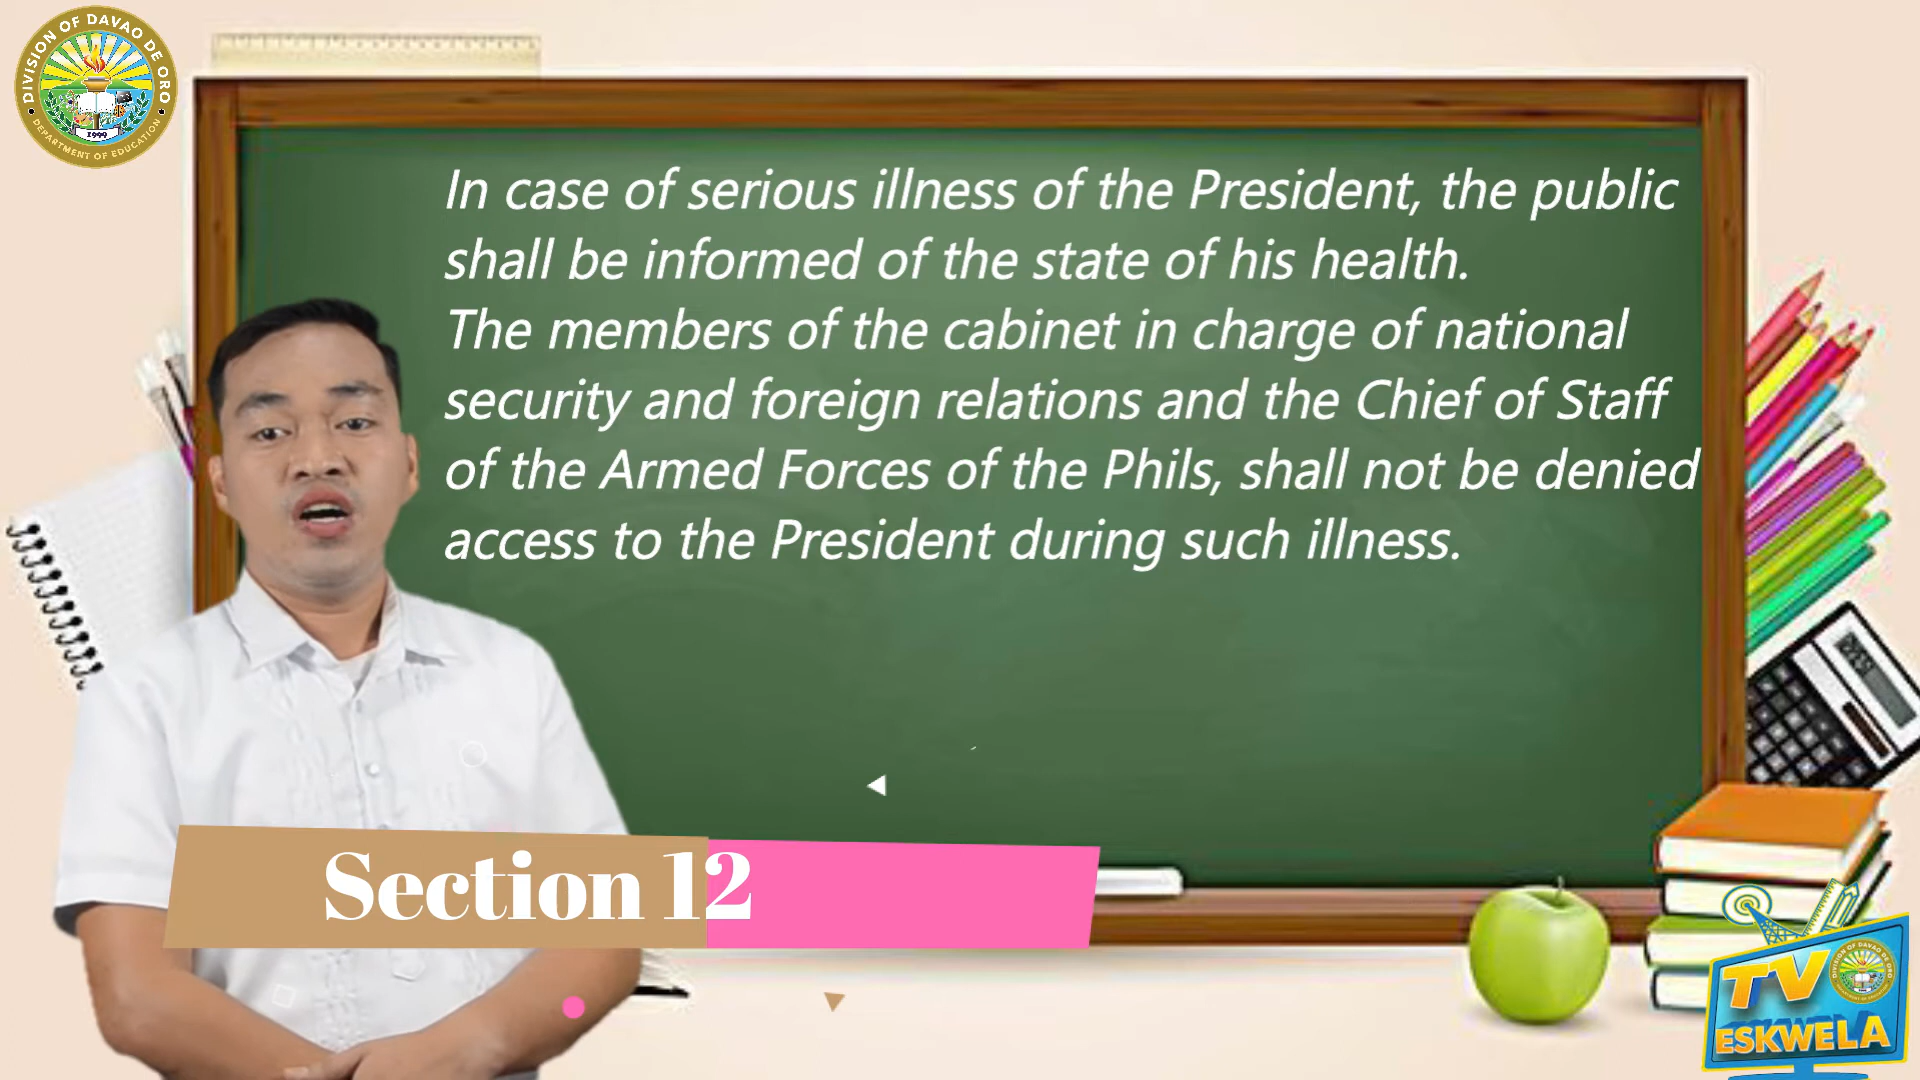 DIVISION OF DAVAO DE ORO
1999
DEPARTMENT OF EDUCATION
In case of serious illness of the President, the public
shall be informed of the state of his health.
The members of the cabinet in charge of national
security and foreign relations and the Chief of Staff
of the Armed Forces of the Phils, shall not be denied
access to the President during such illness.
Section 12
TV
ESKWELA